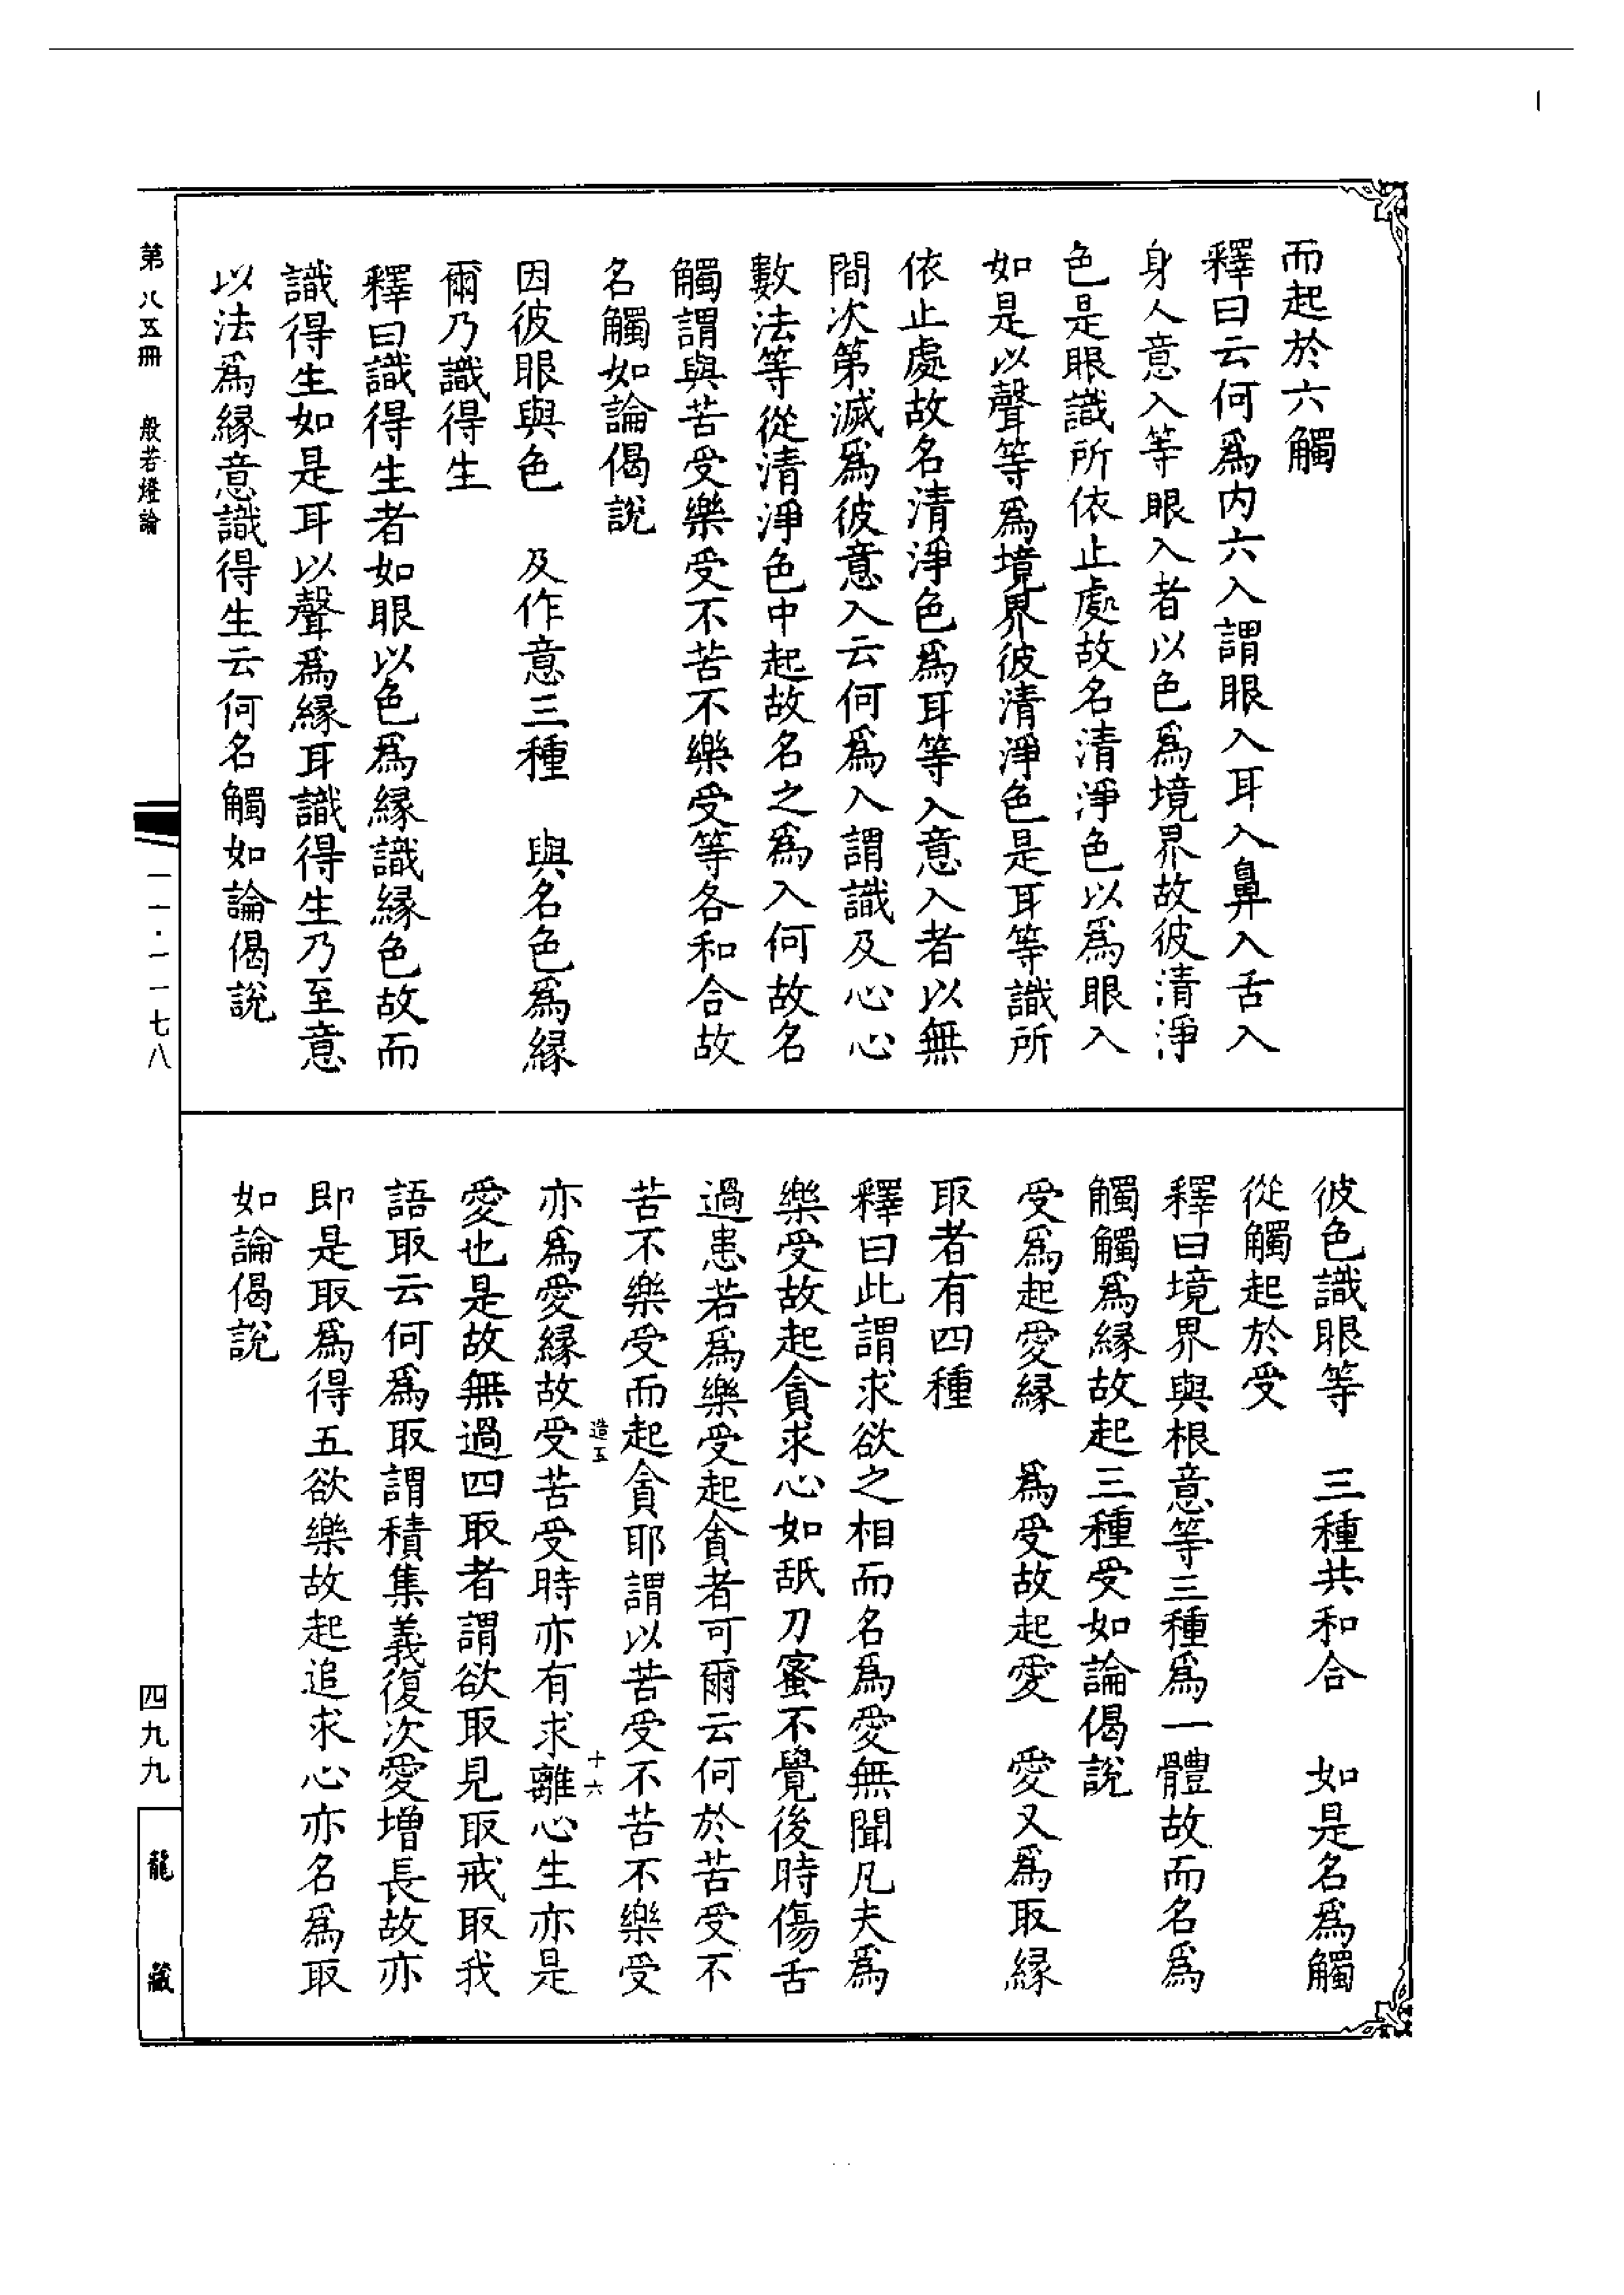 而起於六觸
釋曰云何爲内六入謂眼入耳入鼻入舌入
身人意入等眼入者以色爲境界故彼清淨
色是眼識所依止處故名清淨色以爲眼入
如是以聲等爲境界彼清淨色是耳等識所
依止處故名清淨色爲耳等入意入者以無
間次第滅爲彼意入云何爲入謂識及心心
數法等從清淨色中起故名之爲入何故名
觸謂與苦受樂受不苦不樂受等各和合故
名觸如論偈說
因彼眼與色　及作意三種　與名色爲縁
爾乃識得生
釋曰識得生者如眼以色爲縁識縁色故而
識得生如是耳以聲爲縁耳識得生乃至意
以法爲縁意識得生云何名觸如論偈說
彼色識眼等　三種共和合　如是名爲觸
從觸起於受
釋曰境界與根意等三種爲一體故而名爲
觸觸爲縁故起三種受如論偈說
受爲起愛縁　爲受故起愛　愛又爲取縁
取者有四種
釋曰此謂求欲之相而名爲愛無聞凡夫爲
樂受故起貪求心如舐刀蜜不覺後時傷舌
過患若爲樂受起貪者可爾云何於苦受不
苦不樂受而起貪耶謂以苦受不苦不樂受
造五
十六
亦爲愛縁故受苦受時亦有求離心生亦是
愛也是故無過四取者謂欲取見取戒取我
語取云何爲取謂積集義復次愛増長故亦
即是取爲得五欲樂故起追求心亦名爲取
如論偈說
第八五冊　般若燈論
一一·一一七八
四九九
龍藏